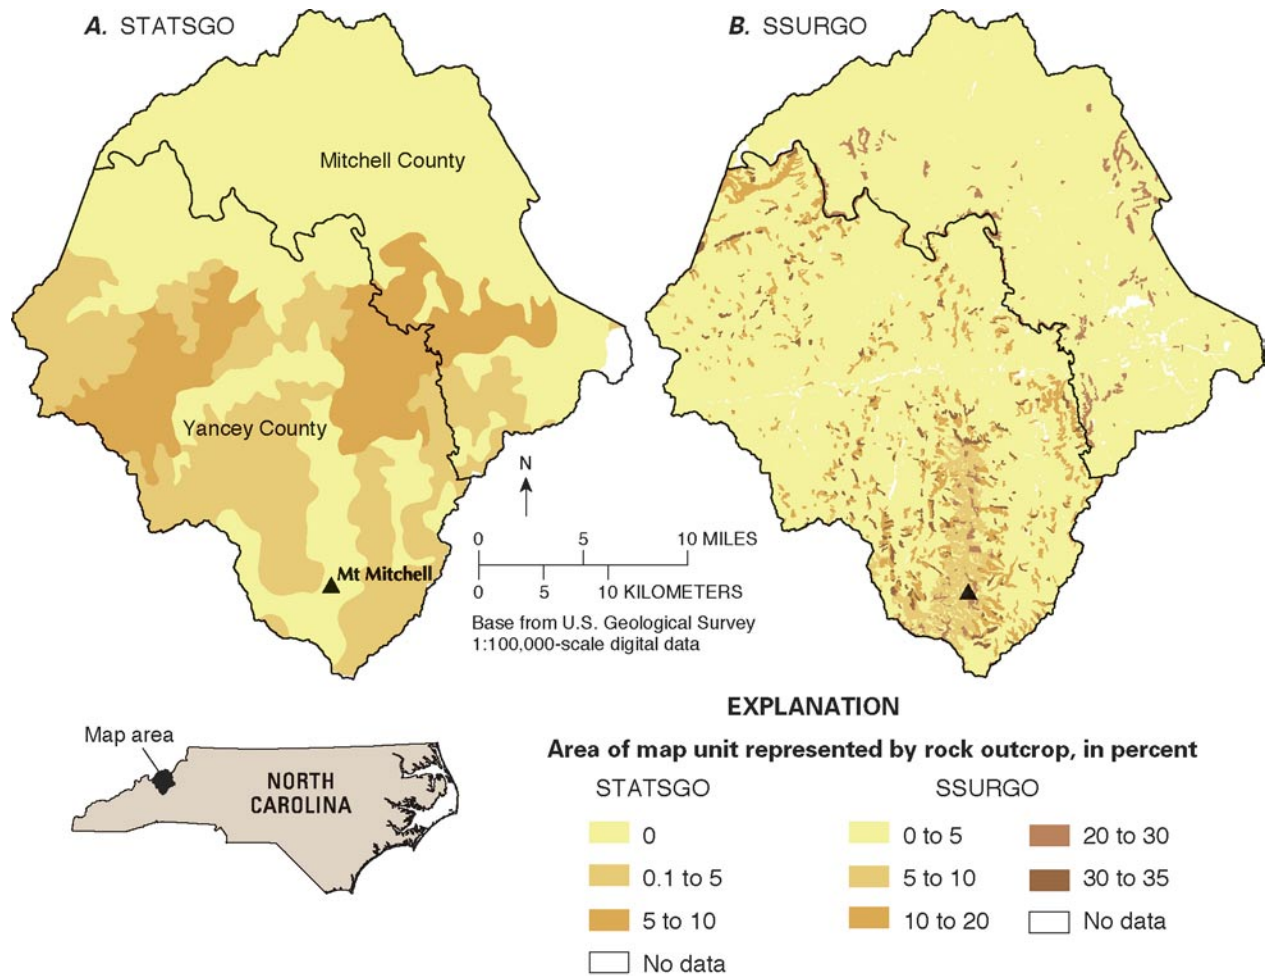 A. STATSGO
B. SSURGO
Mitchell County
Yancey County
N
0 5 10 MILES
Mt Mitchell
0 5 10 KILOMETERS
Base from U.S. Geological Survey
1:100,000-scale digital data
Map area
NORTH
CAROLINA
EXPLANATION
Area of map unit represented by rock outcrop, in percent
STATSGO
0
0.1 to 5
5 to 10
No data
SSURGO
0 to 5
5 to 10
10 to 20
20 to 30
30 to 35
No data